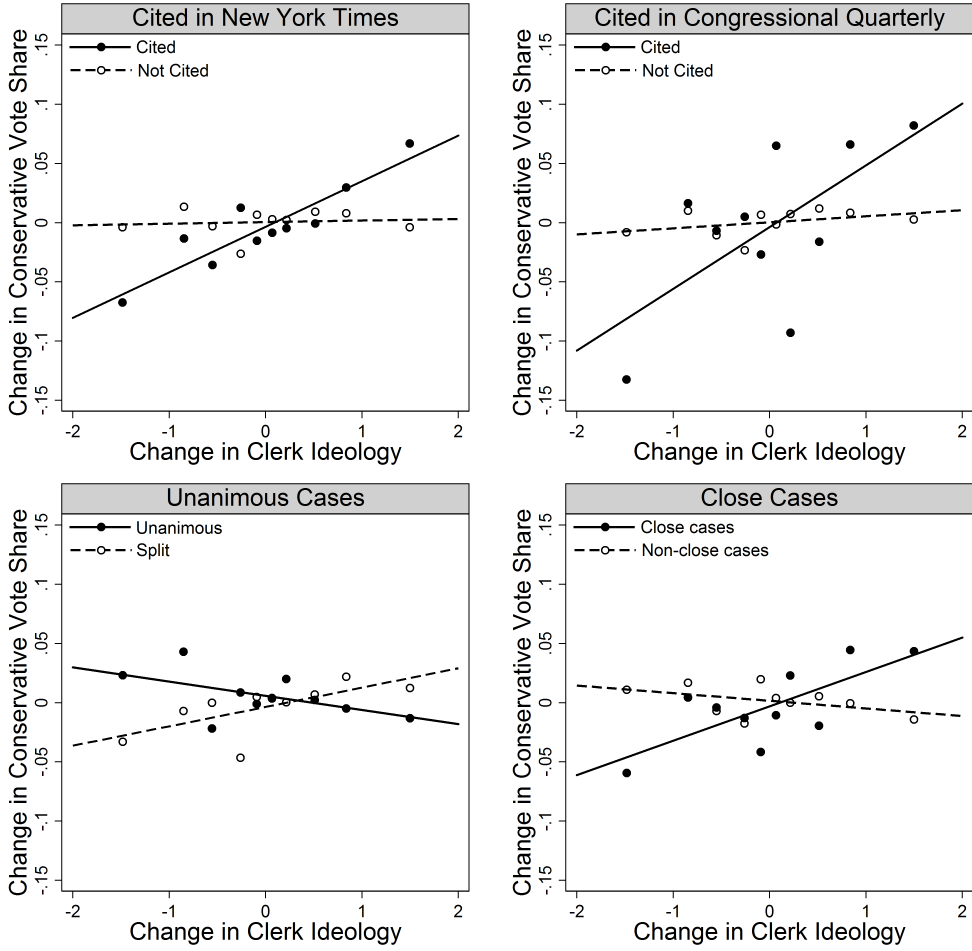 Cited in New York Times
Cited
Not Cited
Change in Conservative Vote Share
.15
.1
.05
0
-.05
-.1
-.15
-2
-1
0
1
2
Change in Clerk Ideology
Cited in Congressional Quarterly
Cited
Not Cited
Change in Conservative Vote Share
.15
.1
.05
0
-.05
-.1
-.15
-2
-1
0
1
2
Change in Clerk Ideology
Unanimous Cases
Unanimous
Split
Change in Conservative Vote Share
.15
.1
.05
0
-.05
-.1
-.15
-2
-1
0
1
2
Change in Clerk Ideology
Close Cases
Close cases
Non-close cases
Change in Conservative Vote Share
.15
.1
.05
0
-.05
-.1
-.15
-2
-1
0
1
2
Change in Clerk Ideology